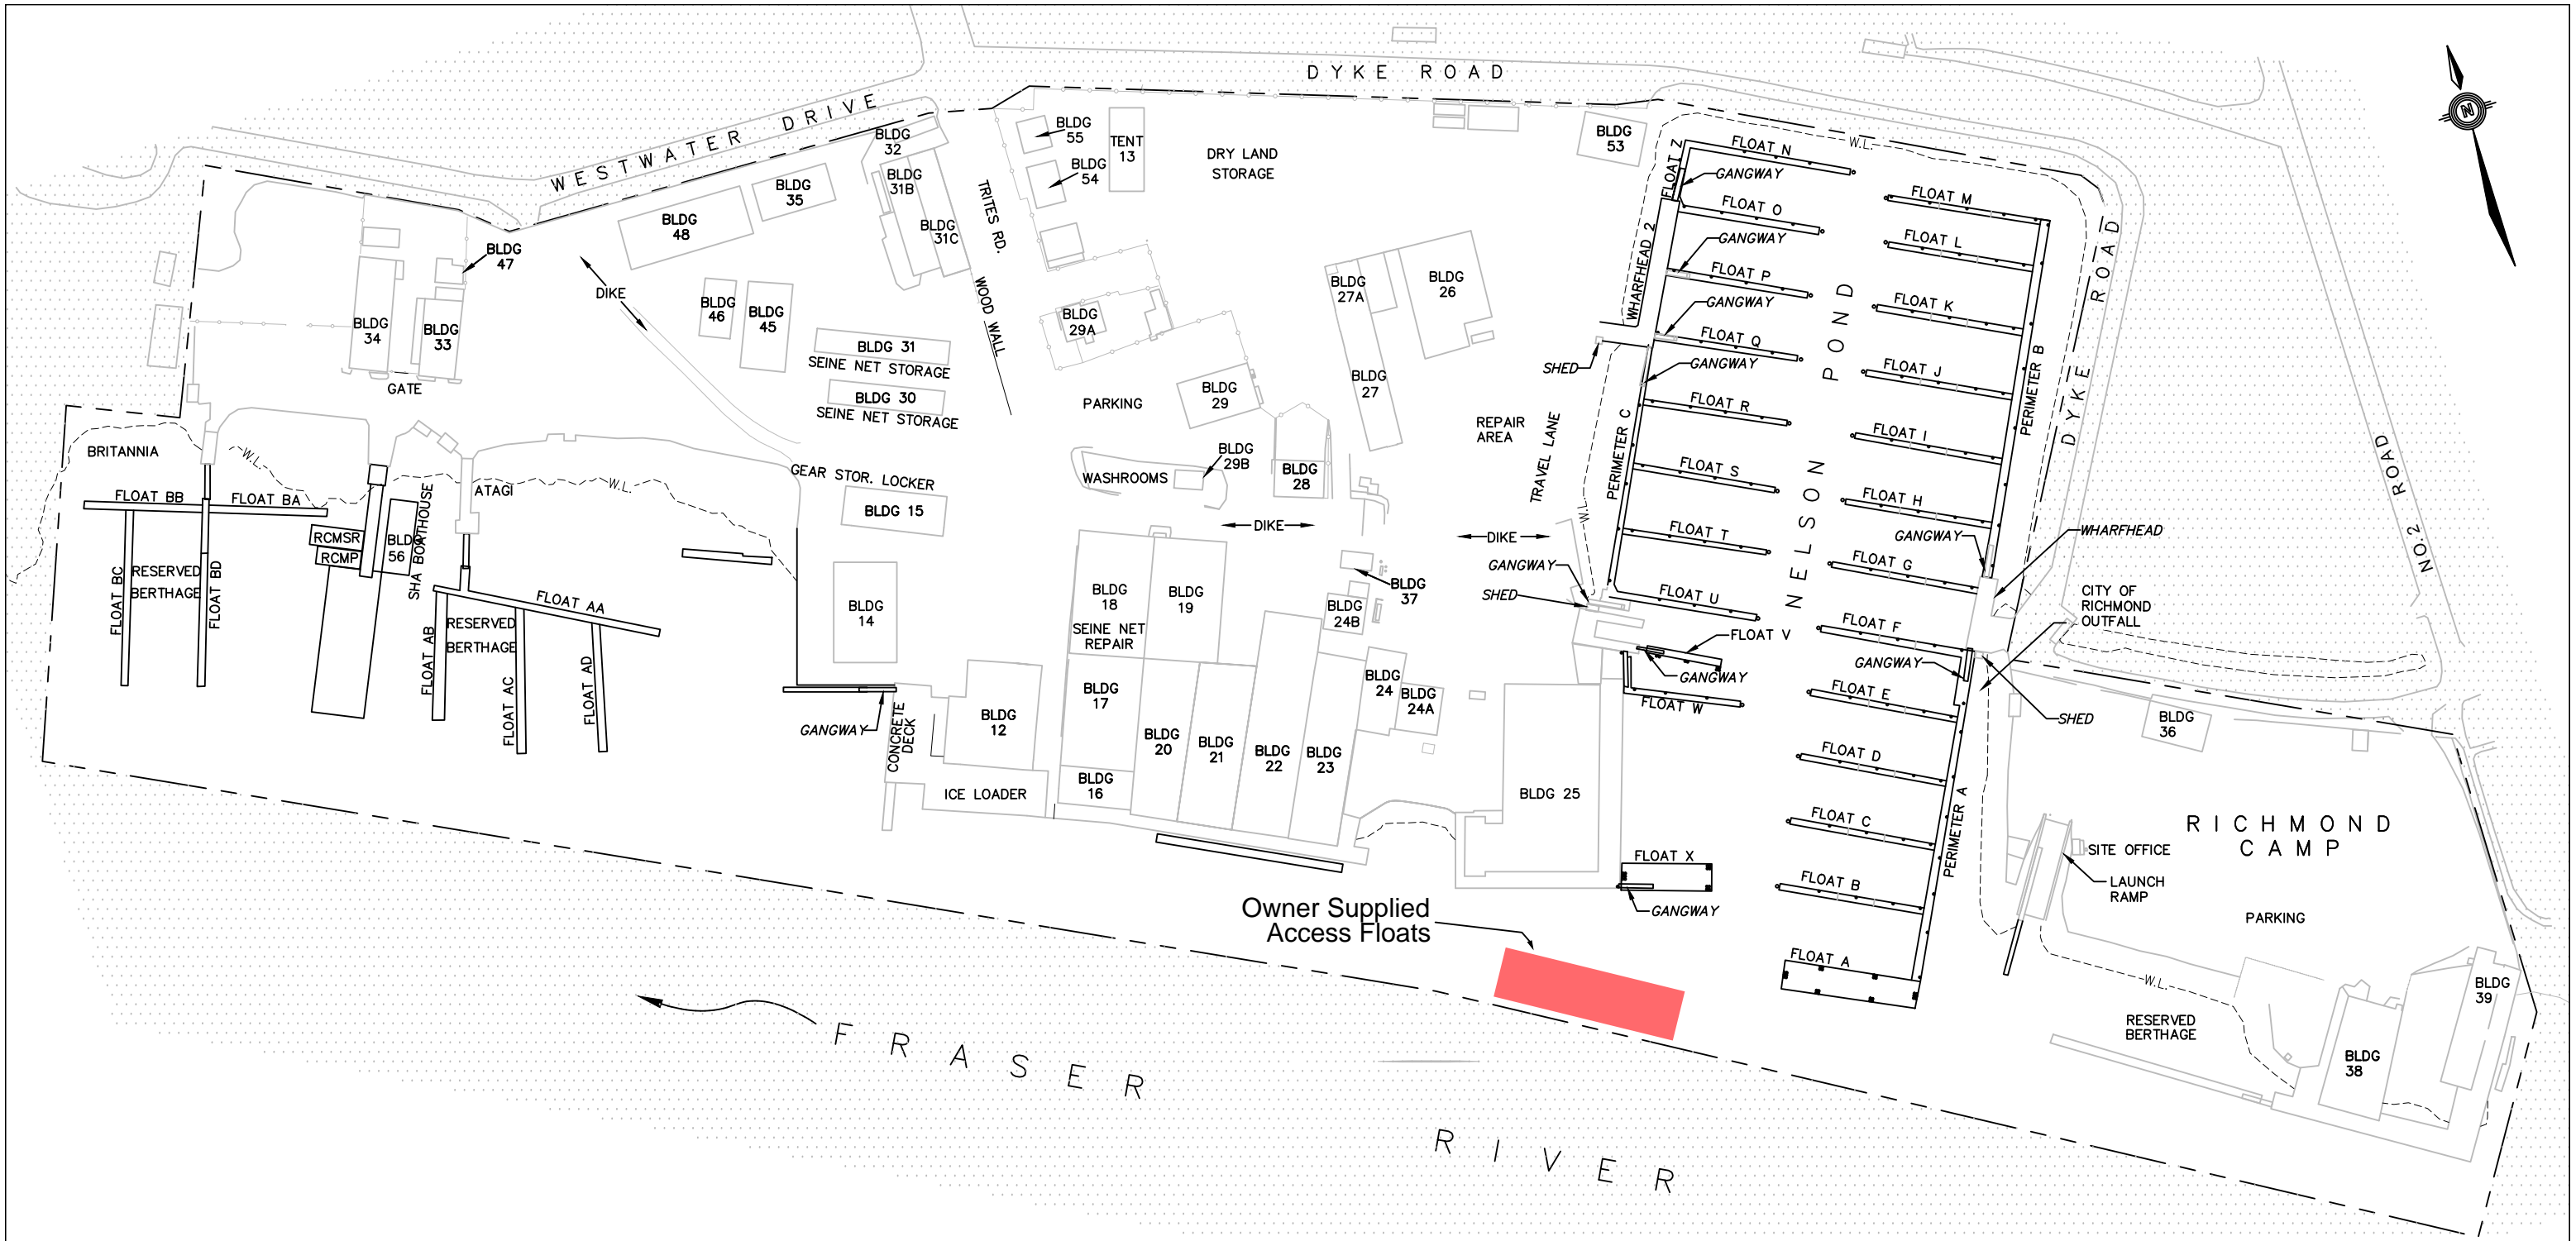 DYKE ROAD
WESTWATER DRIVE
N
BLDG
32
BLDG
55
TENT
13
BLDG
54
DRY LAND
STORAGE
BLDG
53
W.L.
FLOAT Z
FLOAT N
GANGWAY
FLOAT M
FLOAT O
FLOAT L
GANGWAY
WHARFHEAD 2
FLOAT P
GANGWAY
FLOAT K
FLOAT Q
GANGWAY
FLOAT J
FLOAT R
FLOAT I
FLOAT S
FLOAT H
FLOAT T
FLOAT G
FLOAT U
FLOAT F
FLOAT V
GANGWAY
FLOAT W
FLOAT E
FLOAT D
FLOAT C
FLOAT B
FLOAT A
FLOAT X
GANGWAY
PERIMETER A
PERIMETER B
PERIMETER C
NELSON POND
DYKE ROAD
NO.2 ROAD
GANGWAY
WHARFHEAD
CITY OF
RICHMOND
OUTFALL
GANGWAY
SHED
BLDG
36
RICHMOND
CAMP
SITE OFFICE
LAUNCH
RAMP
PARKING
W.L.
RESERVED
BERTHAGE
BLDG
38
BLDG
39
BLDG
35
BLDG
48
BLDG
31B
BLDG
31C
TRITES RD.
WOOD WALL
BLDG
47
DIKE
BLDG
46
BLDG
45
BLDG
34
BLDG
33
GATE
BLDG 31
SEINE NET STORAGE
BLDG 30
SEINE NET STORAGE
BLDG
29A
BLDG
29
PARKING
BLDG
27A
BLDG
26
BLDG
27
SHED
REPAIR
AREA
TRAVEL LANE
W.L.
BLDG
29B
WASHROOMS
BLDG
28
DIKE
DIKE
GANGWAY
SHED
BRITANNIA
W.L.
FLOAT BB
FLOAT BA
FLOAT BC
RESERVED
BERTHAGE
FLOAT BD
RCMSR
RCMP
BLDG
56
SHA BOATHOUSE
ATAGI
W.L.
FLOAT AA
FLOAT AB
RESERVED
BERTHAGE
FLOAT AC
FLOAT AD
GEAR STOR. LOCKER
BLDG 15
BLDG
14
GANGWAY
CONCRETE
DECK
BLDG
12
ICE LOADER
BLDG
18
SEINE NET
REPAIR
BLDG
19
BLDG
17
BLDG
16
BLDG
20
BLDG
21
BLDG
22
BLDG
23
BLDG
37
BLDG
24B
BLDG
24
BLDG
24A
BLDG 25
Owner Supplied
Access Floats
FRASER
RIVER